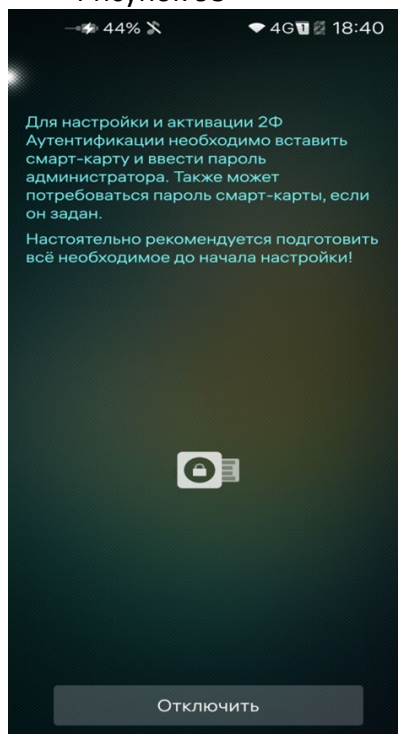 44% 4G 1 18:40
Для настройки и активации 2Ф
Аутентификации необходимо вставить
смарт-карту и ввести пароль
администратора. Также может
потребоваться пароль смарт-карты, если
он задан.
Настоятельно рекомендуется подготовить
всё необходимое до начала настройки!
Отключить